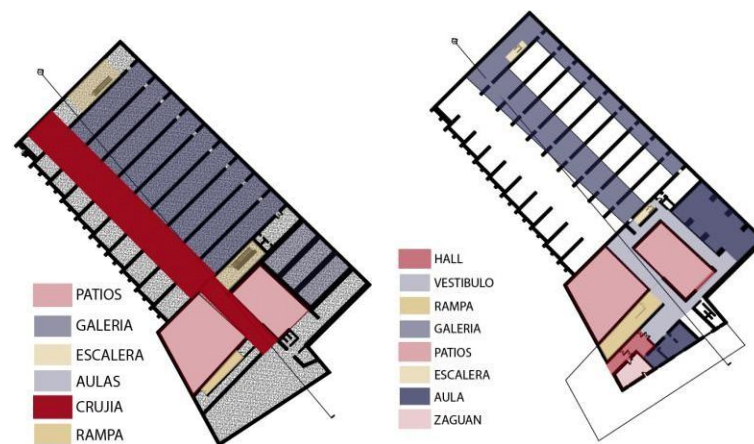 PATIOS
GALERIA
ESCALERA
AULAS
CRUJIA
RAMPA
HALL
VESTIBULO
RAMPA
GALERIA
PATIOS
ESCALERA
AULA
ZAGUAN